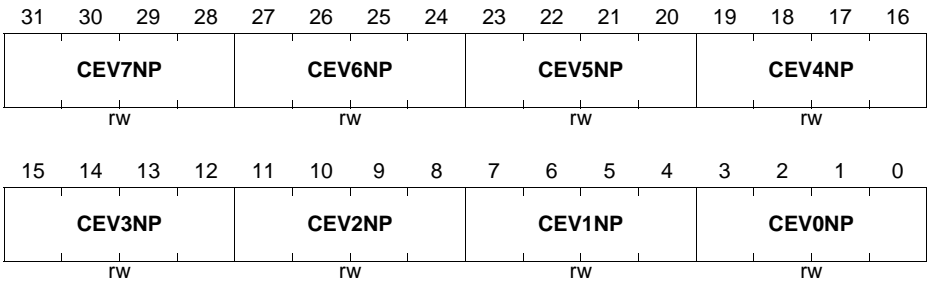 31 30 29 28 27 26 25 24 23 22 21 20 19 18 17 16
CEV7NP CEV6NP CEV5NP CEV4NP
rw rw rw rw
15 14 13 12 11 10 9 8 7 6 5 4 3 2 1 0
CEV3NP CEV2NP CEV1NP CEV0NP
rw rw rw rw